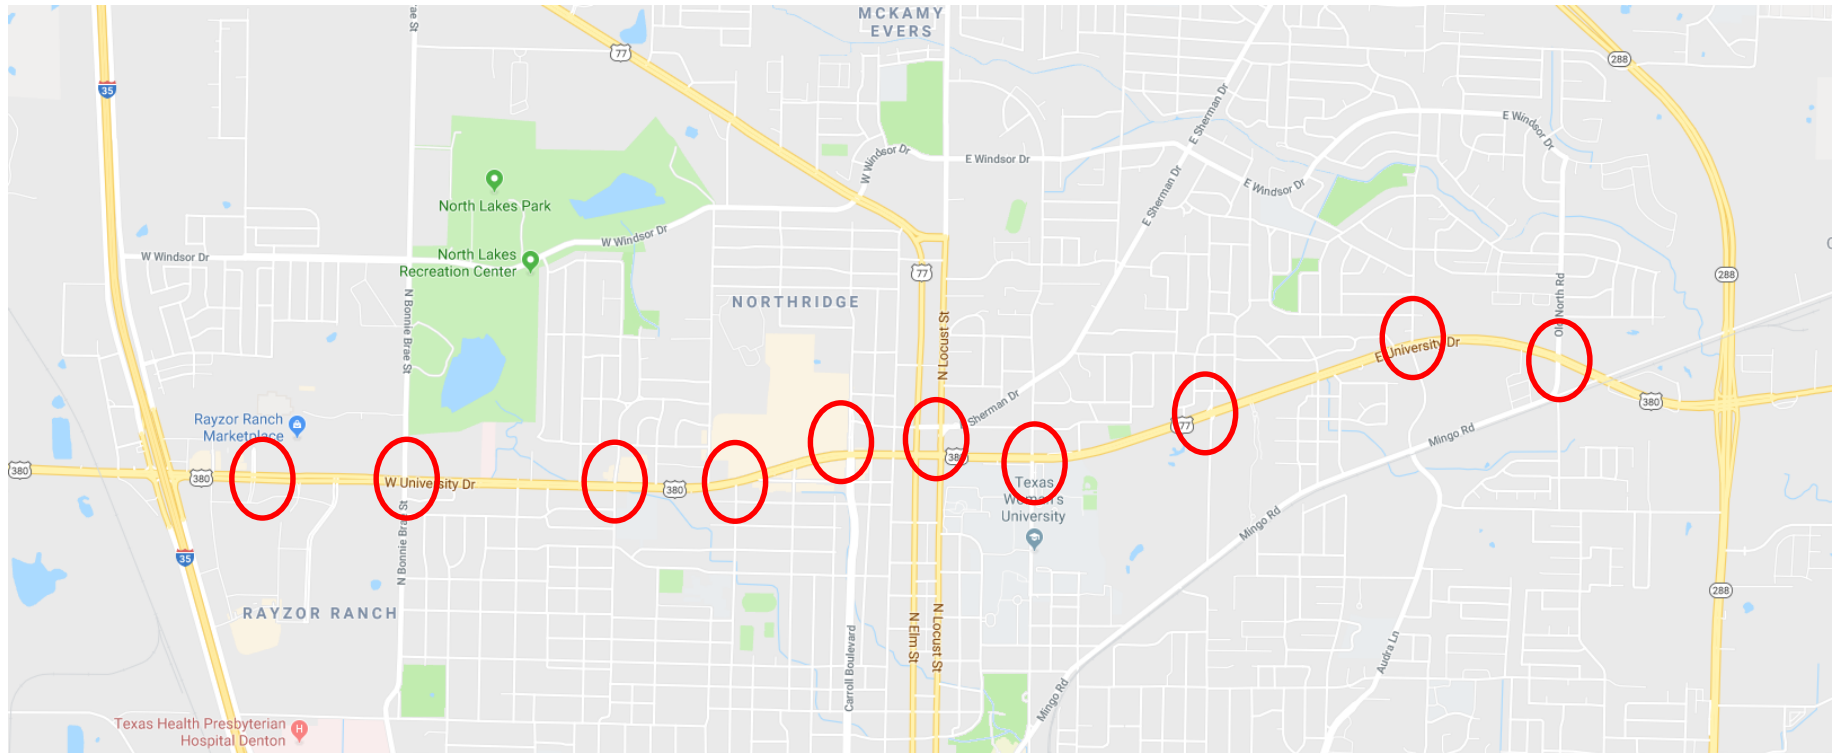 MCKAMY
EVERS
77
288
35
E Sherman Dr
E Windsor Dr
W Windsor Dr
E Windsor Dr
E Windsor Dr
North Lakes Park
E Sherman Dr
W Windsor Dr
W Windsor Dr
North Lakes
Recreation Center
77
288
Old North Rd
NORTHRIDGE
N Bonnie Brae St
N Locust St
E University Dr
380
E Sherman Dr
Rayzor Ranch
Marketplace
77
Mingo Rd
380
380
W University Dr
380
380
Texas
Woman's
University
N Bonnie Brae St
Mingo Rd
35
288
RAYZOR RANCH
N Elm St
N Locust St
Carroll Boulevard
Audra Ln
Mingo Rd
Texas Health Presbyterian
Hospital Denton
H